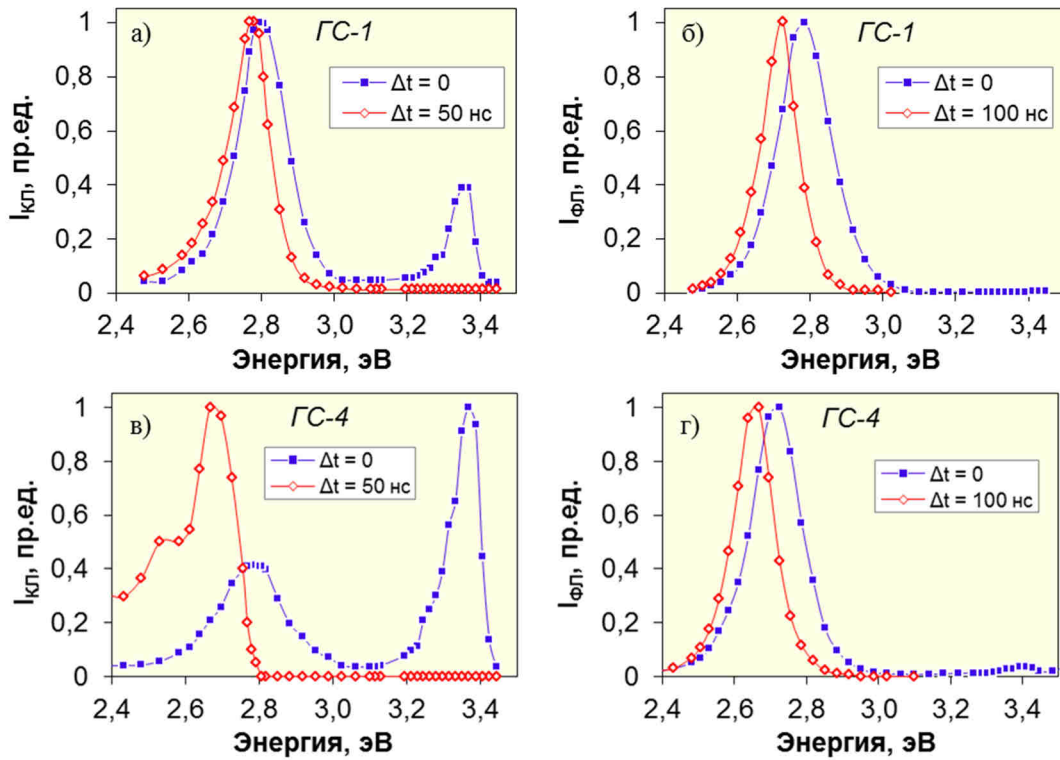 а)
ГС-1
Δt = 0
Δt = 50 нс
Iкл, пр.ед.
1
0,8
0,6
0,4
0,2
0
2,4 2,6 2,8 3,0 3,2 3,4
Энергия, эВ
б)
ГС-1
Δt = 0
Δt = 100 нс
Iфл, пр.ед.
1
0,8
0,6
0,4
0,2
0
2,4 2,6 2,8 3,0 3,2 3,4
Энергия, эВ
в)
ГС-4
Δt = 0
Δt = 50 нс
Iкл, пр.ед.
1
0,8
0,6
0,4
0,2
0
2,4 2,6 2,8 3,0 3,2 3,4
Энергия, эВ
г)
ГС-4
Δt = 0
Δt = 100 нс
Iфл, пр.ед.
1
0,8
0,6
0,4
0,2
0
2,4 2,6 2,8 3,0 3,2 3,4
Энергия, эВ